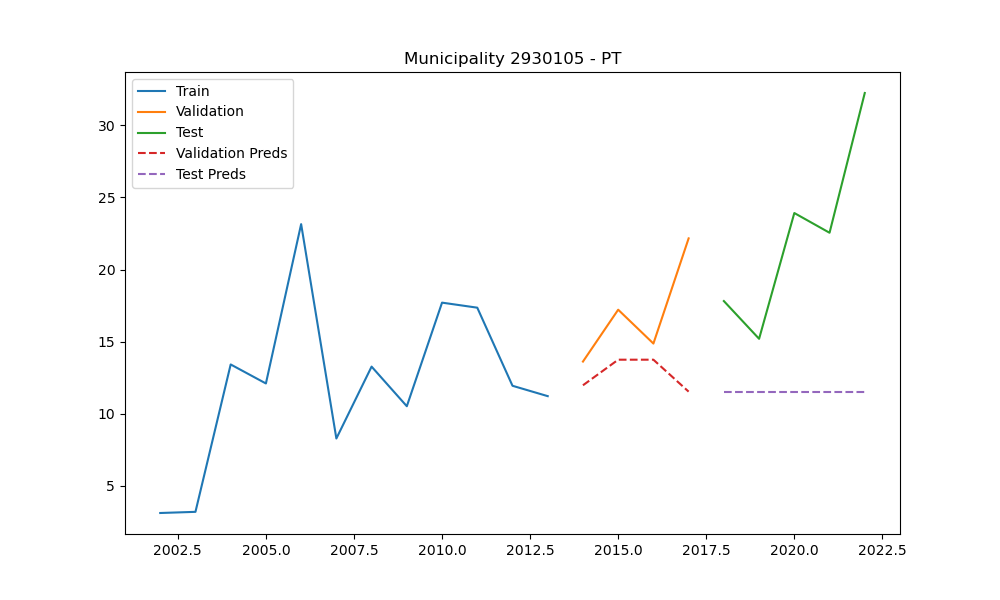 Municipality 2930105 - PT
Train
Validation
Test
Validation Preds
Test Preds
30
25
20
15
10
5
2002.5 2005.0 2007.5 2010.0 2012.5 2015.0 2017.5 2020.0 2022.5